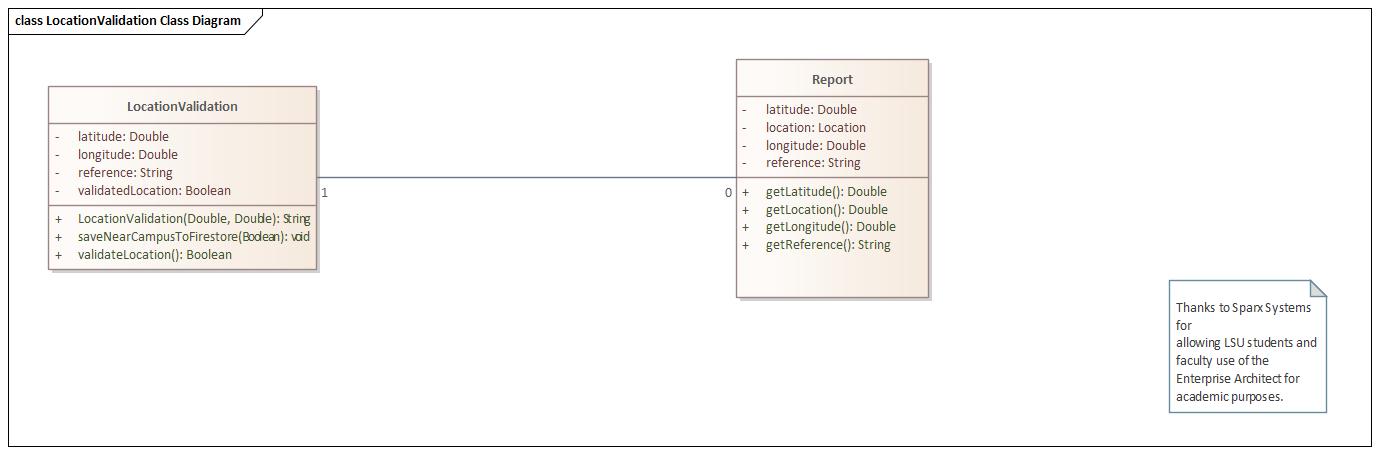 class LocationValidation Class Diagram
LocationValidation
- latitude: Double
- longitude: Double
- reference: String
- validatedLocation: Boolean
+ LocationValidation(Double, Double): String
+ saveNearCampusToFirestore(Boolean): void
+ validateLocation(): Boolean
1
0
Report
- latitude: Double
- location: Location
- longitude: Double
- reference: String
+ getLatitude(): Double
+ getLocation(): Double
+ getLongitude(): Double
+ getReference(): String
Thanks to Sparx Systems
for
allowing LSU students and
faculty use of the
Enterprise Architect for
academic purposes.